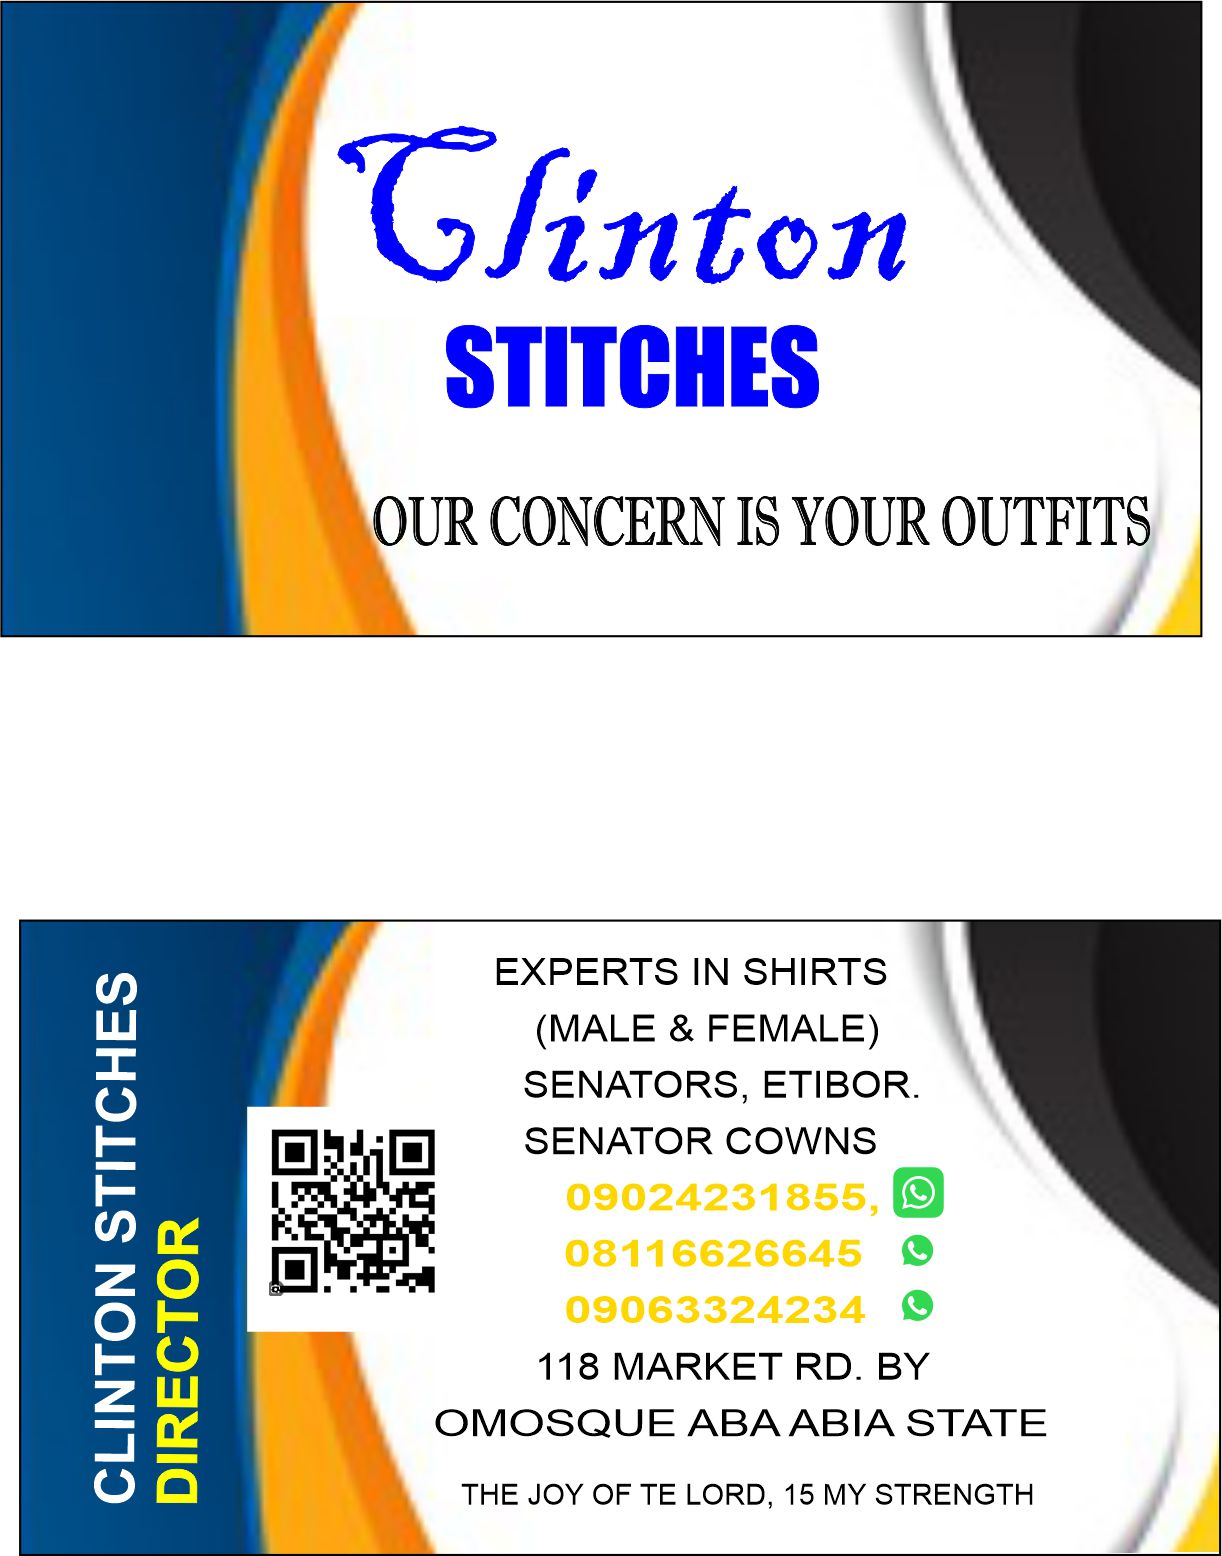 Clinton
STITCHES
OUR CONCERN IS YOUR OUTFITS
CLINTON STITCHES
DIRECTOR
EXPERTS IN SHIRTS
(MALE & FEMALE)
SENATORS, ETIBOR.
SENATOR COWNS
09024231855,
08116626645
09063324234
118 MARKET RD. BY
OMOSQUE ABA ABIA STATE
THE JOY OF TE LORD, 15 MY STRENGTH